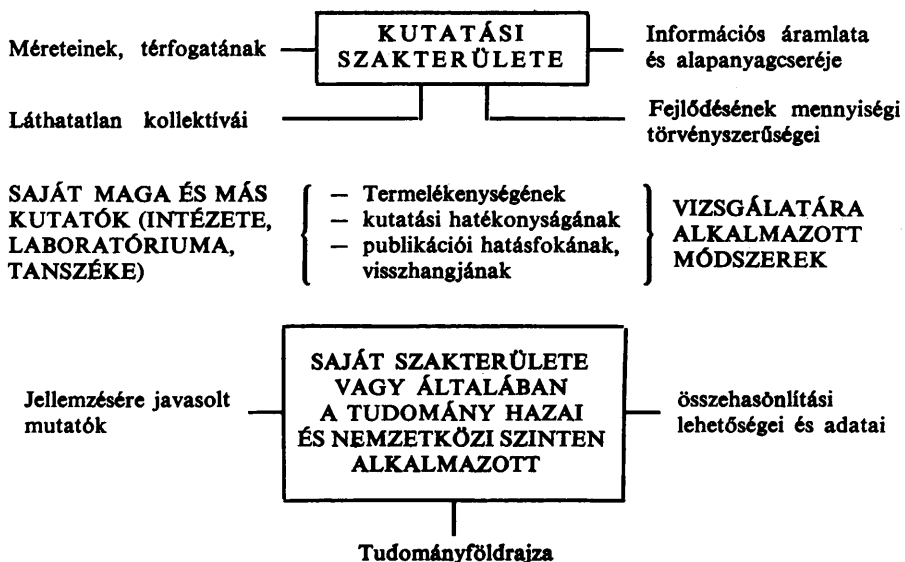 KUTATÁSI
SZAKTERÜLETE
Méreteinek, térfogatának
Információs áramlata
és alapanyagcseréje
Láthatatlan kollektívái
Fejlődésének mennyiségi
törvényszerűségei
SAJÁT MAGA ÉS MÁS
KUTATÓK (INTÉZETE,
LABORATÓRIUMA,
TANSZÉKE)
— Termelékenységének
— kutatási hatékonyságának
— publikációi hatásfokának,
visszhangjának
VIZSGÁLATÁRA
ALKALMAZOTT
MÓDSZEREK
Jellemzésére javasolt
mutatók
SAJÁT SZAKTERÜLETE
VAGY ÁLTALÁBAN
A TUDOMÁNY HAZAI
ÉS NEMZETKÖZI SZINTEN
ALKALMAZOTT
összehasonlítási
lehetőségei és adatai
Tudományföldrajza